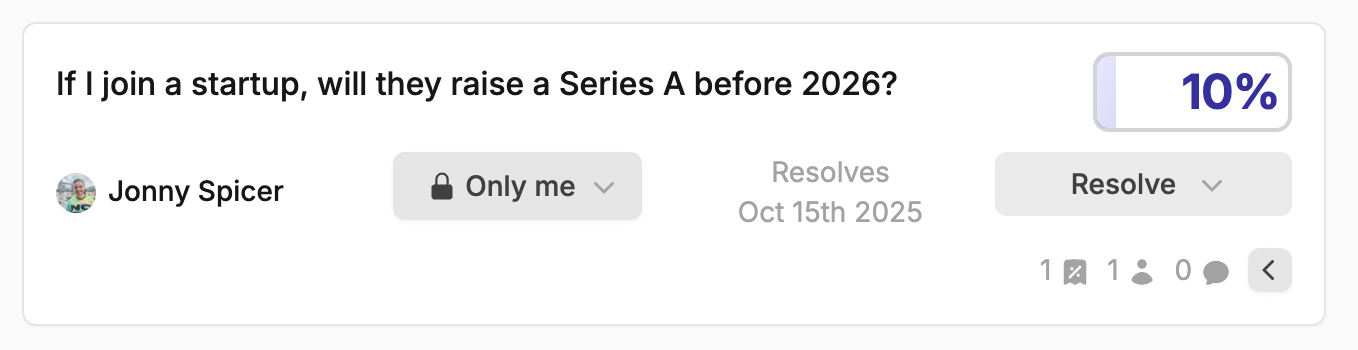 If I join a startup, will they raise a Series A before 2026?
10%
Jonny Spicer
Only me
Resolves
Oct 15th 2025
Resolve
1 1 0